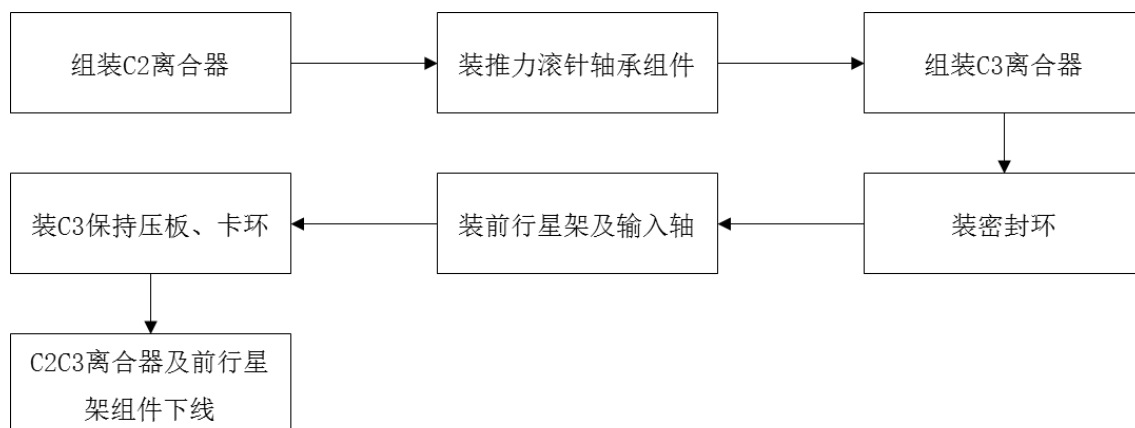 组装C2离合器
装推力滚针轴承组件
组装C3离合器
装密封环
装前行星架及输入轴
装C3保持压板、卡环
C2C3离合器及前行星
架组件下线